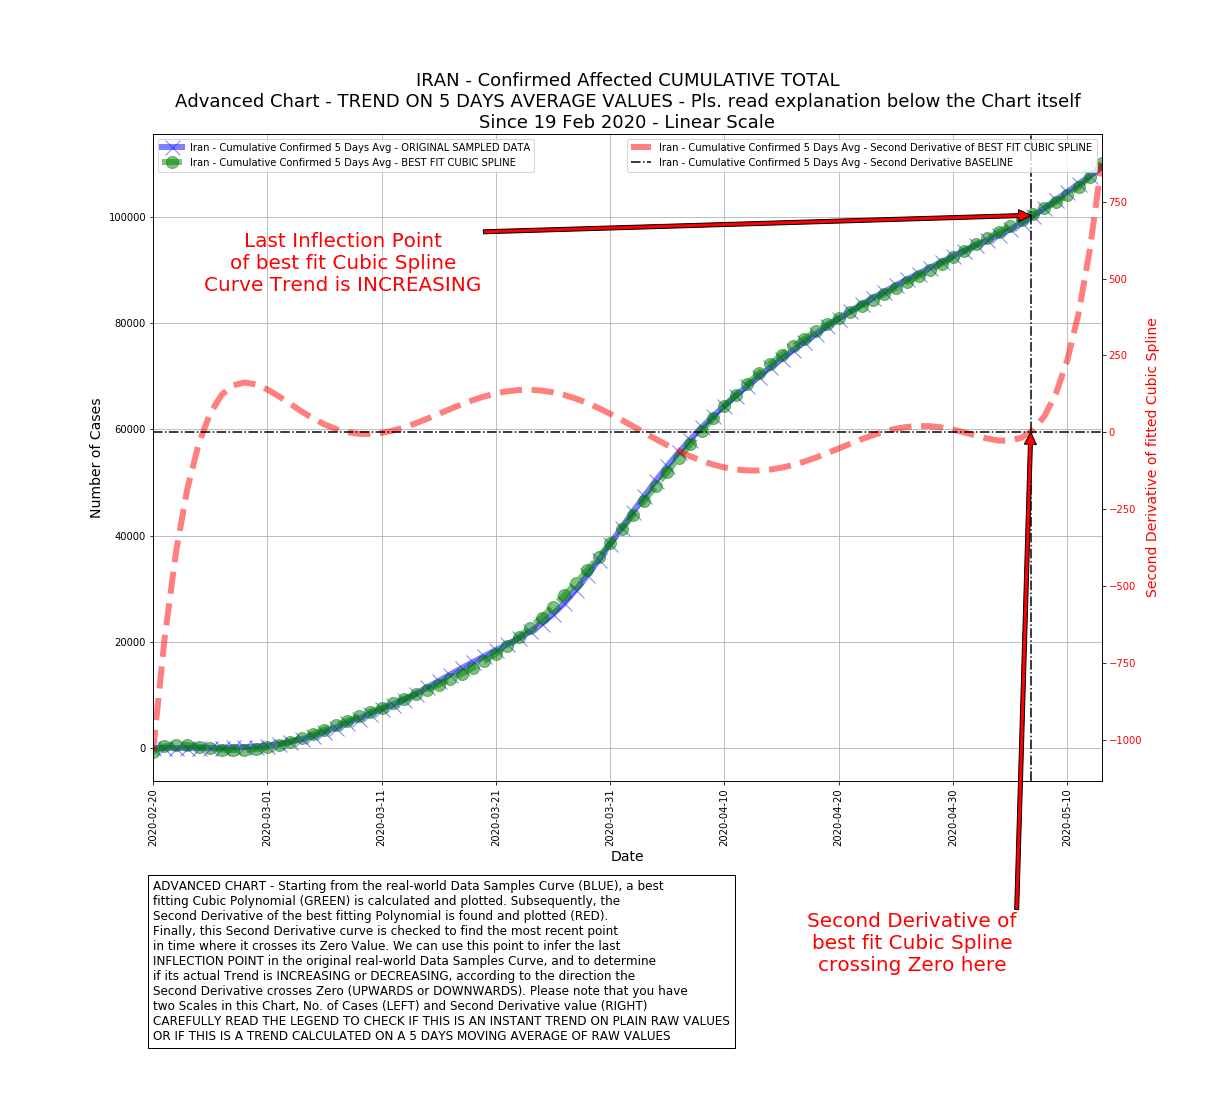 IRAN - Confirmed Affected CUMULATIVE TOTAL
Advanced Chart - TREND ON 5 DAYS AVERAGE VALUES - Pls. read explanation below the Chart itself
Since 19 Feb 2020 - Linear Scale
Iran - Cumulative Confirmed 5 Days Avg - ORIGINAL SAMPLED DATA
Iran - Cumulative Confirmed 5 Days Avg - BEST FIT CUBIC SPLINE
Iran - Cumulative Confirmed 5 Days Avg - Second Derivative of BEST FIT CUBIC SPLINE
Iran - Cumulative Confirmed 5 Days Avg - Second Derivative BASELINE
Last Inflection Point
of best fit Cubic Spline
Curve Trend is INCREASING
Number of Cases
100000
80000
60000
40000
20000
0
750
500
250
0
−250
−500
−750
−1000
Second Derivative of fitted Cubic Spline
2020-02-20
2020-03-01
2020-03-11
2020-03-21
2020-03-31
2020-04-10
2020-04-20
2020-04-30
2020-05-10
Date
Second Derivative of
best fit Cubic Spline
crossing Zero here
ADVANCED CHART - Starting from the real-world Data Samples Curve (BLUE), a best
fitting Cubic Polynomial (GREEN) is calculated and plotted. Subsequently, the
Second Derivative of the best fitting Polynomial is found and plotted (RED).
Finally, this Second Derivative curve is checked to find the most recent point
in time where it crosses its Zero Value. We can use this point to infer the last
INFLECTION POINT in the original real-world Data Samples Curve, and to determine
if its actual Trend is INCREASING or DECREASING, according to the direction the
Second Derivative crosses Zero (UPWARDS or DOWNWARDS). Please note that you have
two Scales in this Chart, No. of Cases (LEFT) and Second Derivative value (RIGHT)
CAREFULLY READ THE LEGEND TO CHECK IF THIS IS AN INSTANT TREND ON PLAIN RAW VALUES
OR IF THIS IS A TREND CALCULATED ON A 5 DAYS MOVING AVERAGE OF RAW VALUES